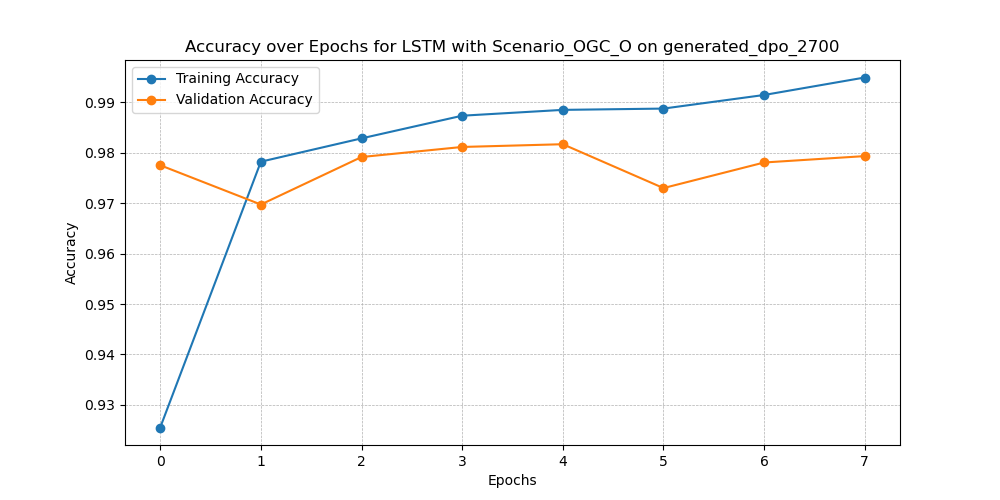 Accuracy over Epochs for LSTM with Scenario_OGC_O on generated_dpo_2700
Training Accuracy
Validation Accuracy
0.99
0.98
0.97
0.96
0.95
0.94
0.93
Accuracy
0 1 2 3 4 5 6 7
Epochs